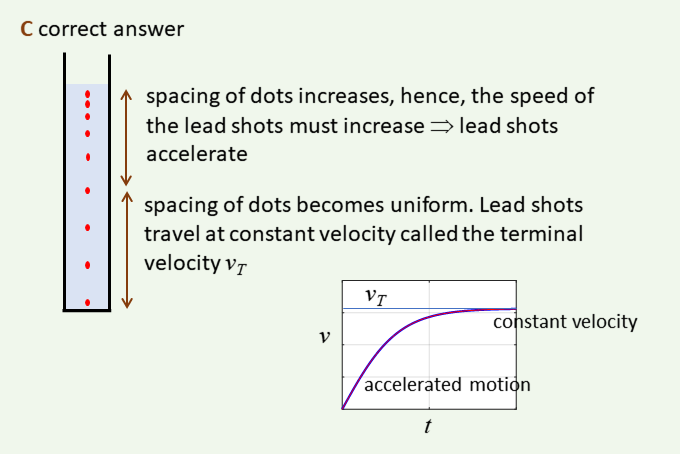 C correct answer
spacing of dots increases, hence, the speed of
the lead shots must increase ⇒ lead shots
accelerate
spacing of dots becomes uniform. Lead shots
travel at constant velocity called the terminal
velocity v_T
v_T
constant velocity
v
accelerated motion
t